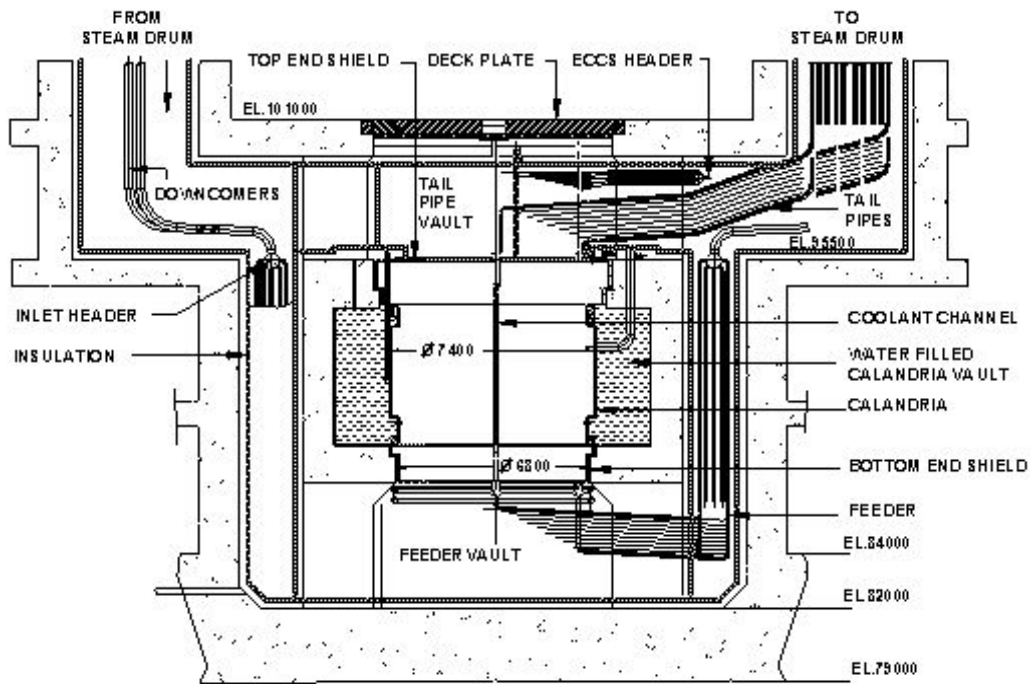 FROM
STEAM DRUM
TO
STEAM DRUM
TOP END SHIELD
DECK PLATE
ECCS HEADER
EL.101000
DOWNCOMERS
TAIL
PIPE
VAULT
TAIL
PIPES
EL.95500
INLET HEADER
COOLANT CHANNEL
INSULATION
Ø7400
WATER FILLED
CALANDRIA VAULT
CALANDRIA
Ø6800
BOTTOM END SHIELD
FEEDER
FEEDER VAULT
EL.84000
EL.82000
EL.79000